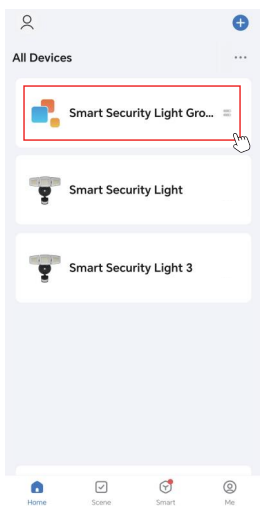 All Devices
Smart Security Light Gro...
Smart Security Light
Smart Security Light 3
Home
Scene
Smart
Me